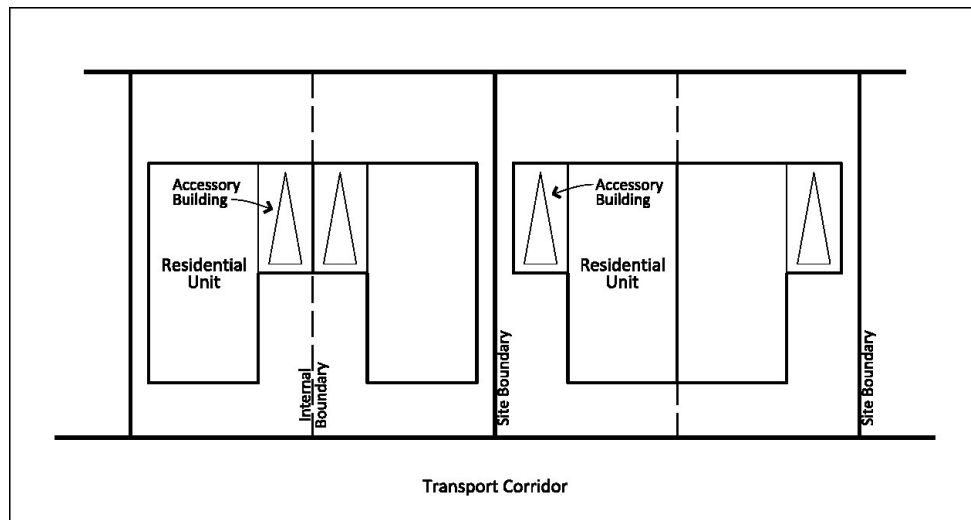 Accessory
Building
Residential
Unit
Accessory
Building
Residential
Unit
Internal
Boundary
Site Boundary
Site Boundary
Transport Corridor